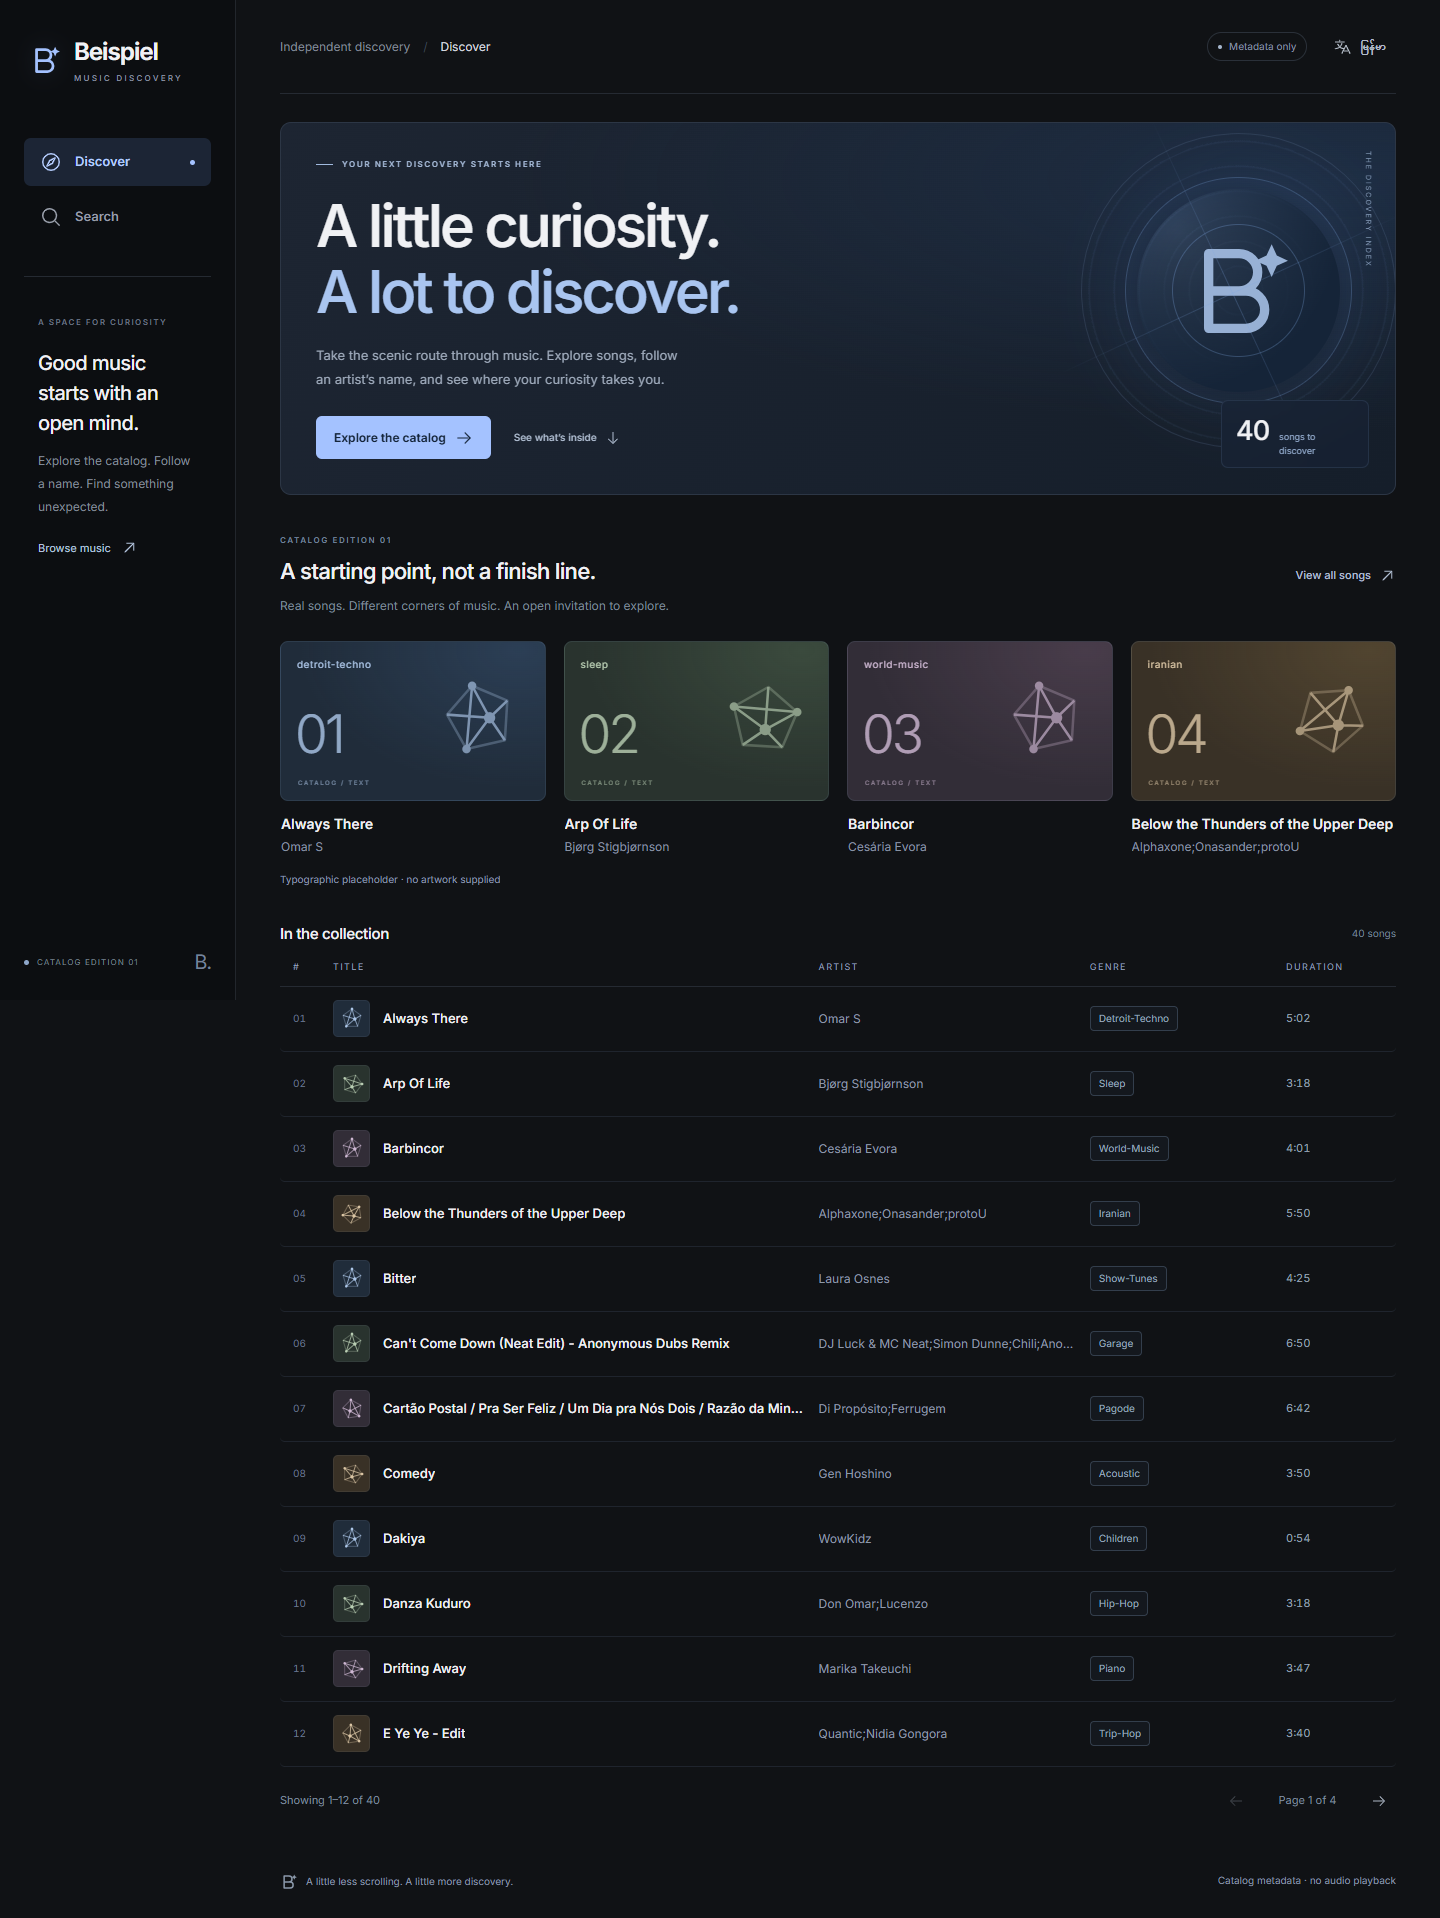 Beispiel
MUSIC DISCOVERY
Discover
Search
A SPACE FOR CURIOSITY
Good music
starts with an
open mind.
Explore the catalog. Follow
a name. Find something
unexpected.
Browse music
CATALOG EDITION 01
B.
Independent discovery / Discover
Metadata only
မြန်မာ
YOUR NEXT DISCOVERY STARTS HERE
A little curiosity.
A lot to discover.
Take the scenic route through music. Explore songs, follow
an artist’s name, and see where your curiosity takes you.
Explore the catalog
See what’s inside
THE DISCOVERY INDEX
B
40 songs to
discover
CATALOG EDITION 01
A starting point, not a finish line.
Real songs. Different corners of music. An open invitation to explore.
View all songs
detroit-techno
01
CATALOG / TEXT
Always There
Omar S
sleep
02
CATALOG / TEXT
Arp Of Life
Bjørg Stigbjørnson
world-music
03
CATALOG / TEXT
Barbincor
Cesária Evora
iranian
04
CATALOG / TEXT
Below the Thunders of the Upper Deep
Alphaxone;Onasander;protoU
Typographic placeholder · no artwork supplied
In the collection
40 songs
# TITLE ARTIST GENRE DURATION
01 Always There Omar S Detroit-Techno 5:02
02 Arp Of Life Bjørg Stigbjørnson Sleep 3:18
03 Barbincor Cesária Evora World-Music 4:01
04 Below the Thunders of the Upper Deep Alphaxone;Onasander;protoU Iranian 5:50
05 Bitter Laura Osnes Show-Tunes 4:25
06 Can't Come Down (Neat Edit) - Anonymous Dubs Remix DJ Luck & MC Neat;Simon Dunne;Chili;Ano... Garage 6:50
07 Cartão Postal / Pra Ser Feliz / Um Dia pra Nós Dois / Razão da Min... Di Propósito;Ferrugem Pagode 6:42
08 Comedy Gen Hoshino Acoustic 3:50
09 Dakiya WowKidz Children 0:54
10 Danza Kuduro Don Omar;Lucenzo Hip-Hop 3:18
11 Drifting Away Marika Takeuchi Piano 3:47
12 E Ye Ye - Edit Quantic;Nidia Gongora Trip-Hop 3:40
Showing 1–12 of 40
Page 1 of 4
A little less scrolling. A little more discovery.
Catalog metadata · no audio playback